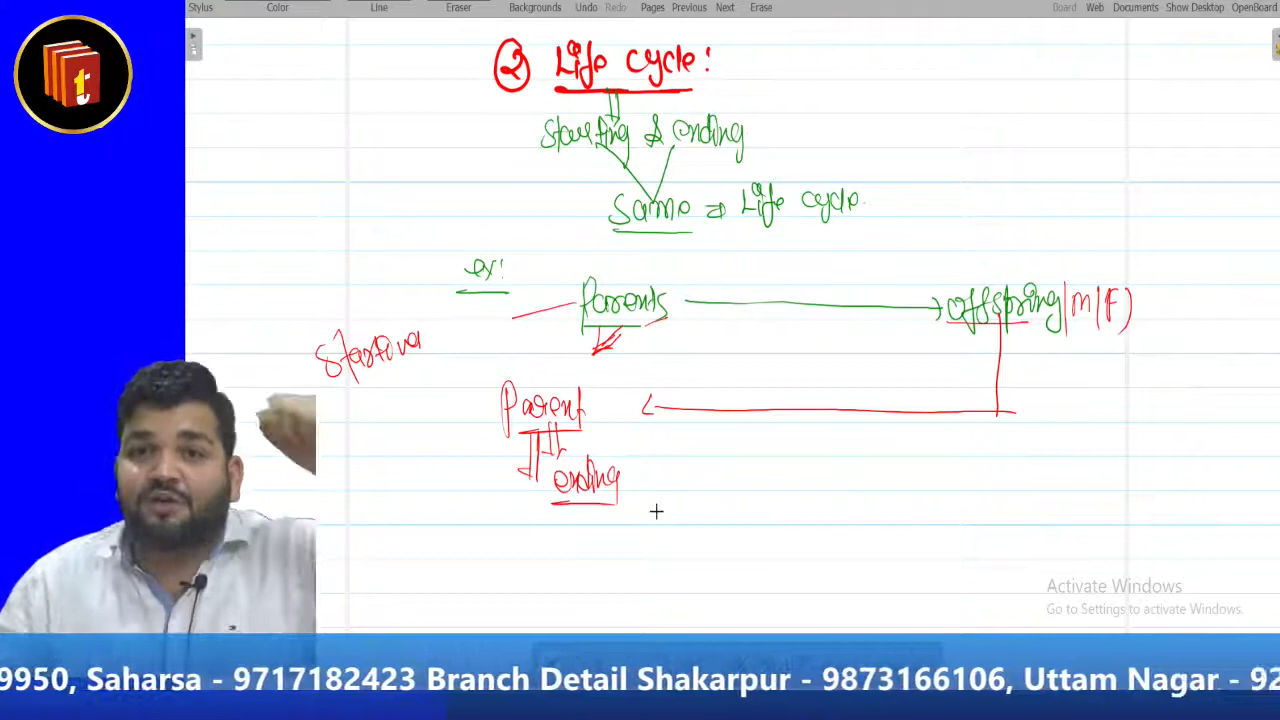 Stylus Color Line Eraser Backgrounds Undo Redo Pages Previous Next Erase Board Web Documents Show Desktop OpenBoard
t
2 Life cycle:
Starting & ending
Same ⇒ Life cycle.
ex:
Parents → offspring (M/F)
Parent
ending
Activate Windows
Go to Settings to activate Windows.
9950, Saharsa - 9717182423 Branch Detail Shakarpur - 9873166106, Uttam Nagar - 92